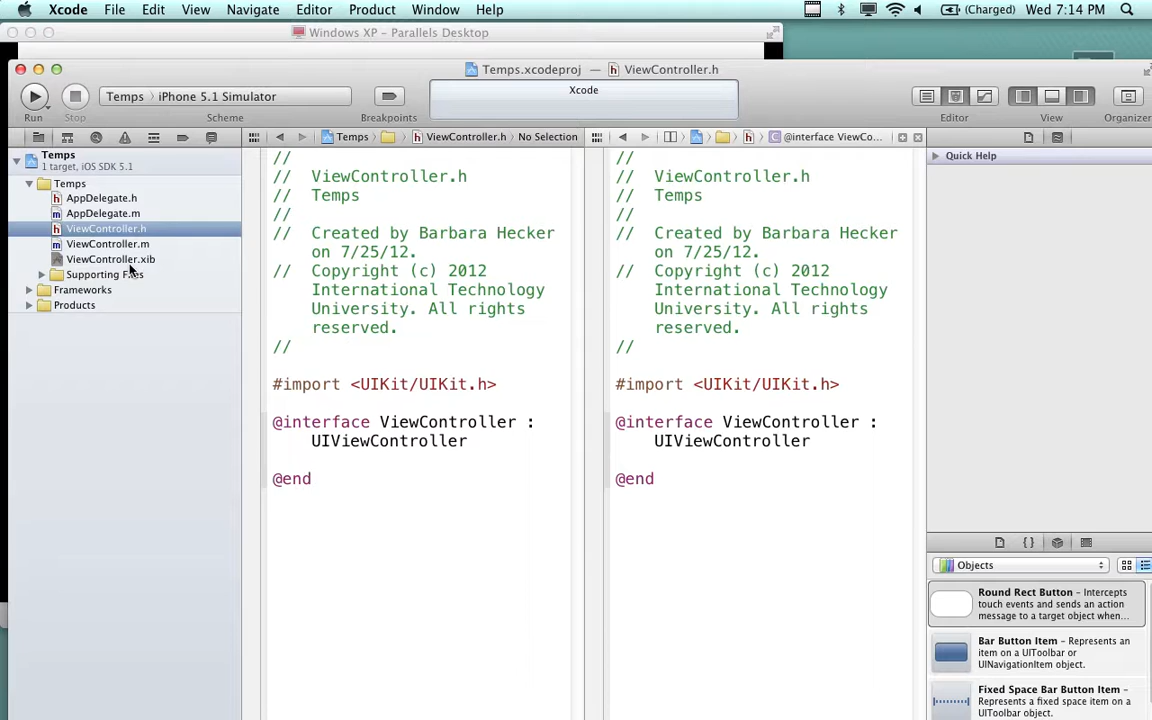 Xcode File Edit View Navigate Editor Product Window Help (Charged) Wed 7:14 PM
Windows XP - Parallels Desktop
Temps.xcodeproj — ViewController.h
Temps › iPhone 5.1 Simulator
Xcode
Run Stop Scheme Breakpoints Editor View Organizer
Temps ViewController.h No Selection
@interface ViewCo...
Temps
1 target, iOS SDK 5.1
Temps
AppDelegate.h
AppDelegate.m
ViewController.h
ViewController.m
ViewController.xib
Supporting Files
Frameworks
Products
//
// ViewController.h
// Temps
//
// Created by Barbara Hecker
on 7/25/12.
// Copyright (c) 2012
International Technology
University. All rights
reserved.
//
#import <UIKit/UIKit.h>
@interface ViewController :
UIViewController
@end
//
// ViewController.h
// Temps
//
// Created by Barbara Hecker
on 7/25/12.
// Copyright (c) 2012
International Technology
University. All rights
reserved.
//
#import <UIKit/UIKit.h>
@interface ViewController :
UIViewController
@end
Quick Help
Objects
Round Rect Button - Intercepts
touch events and sends an action
message to a target object when...
Bar Button Item - Represents an
item on a UIToolbar or
UINavigationItem object.
Fixed Space Bar Button Item -
Represents a fixed space item on a
UIToolbar object.